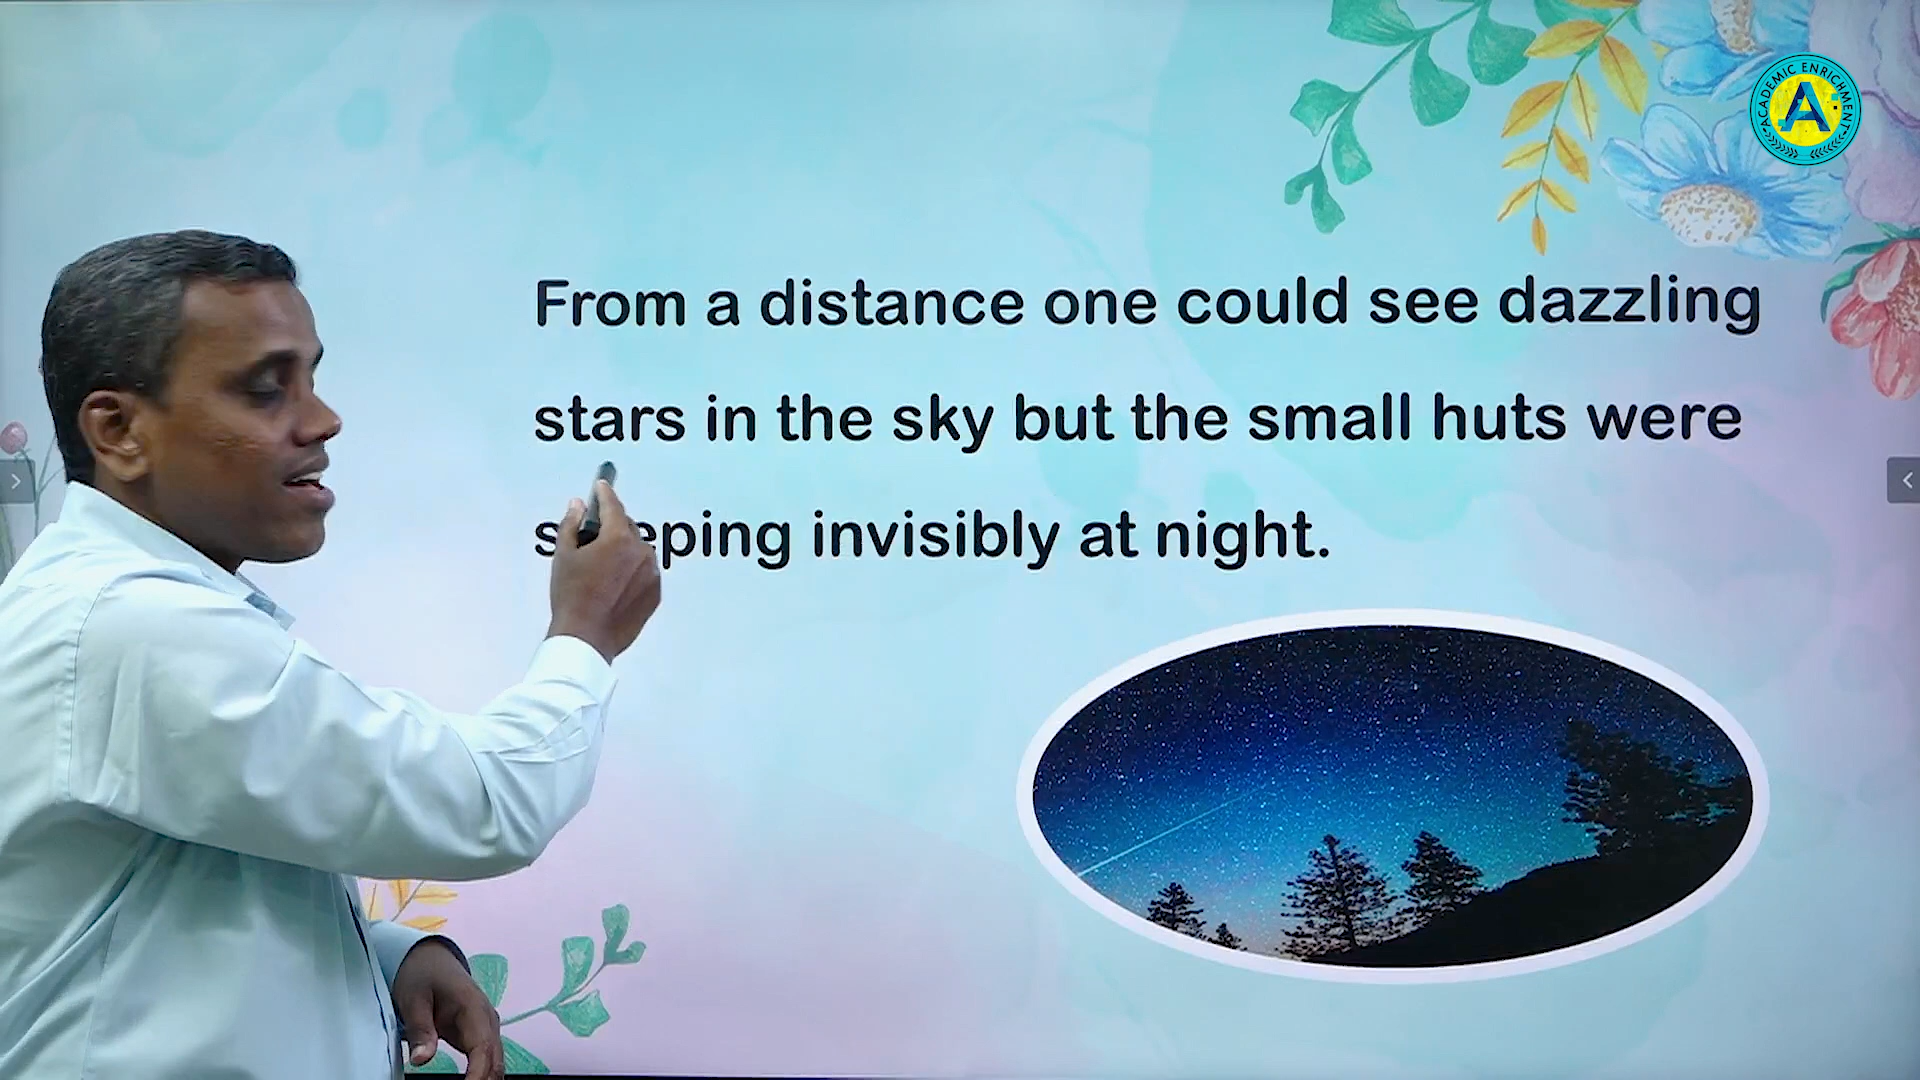 ACADEMIC ENRICHMENT
A
From a distance one could see dazzling
stars in the sky but the small huts were
invisibly at night.